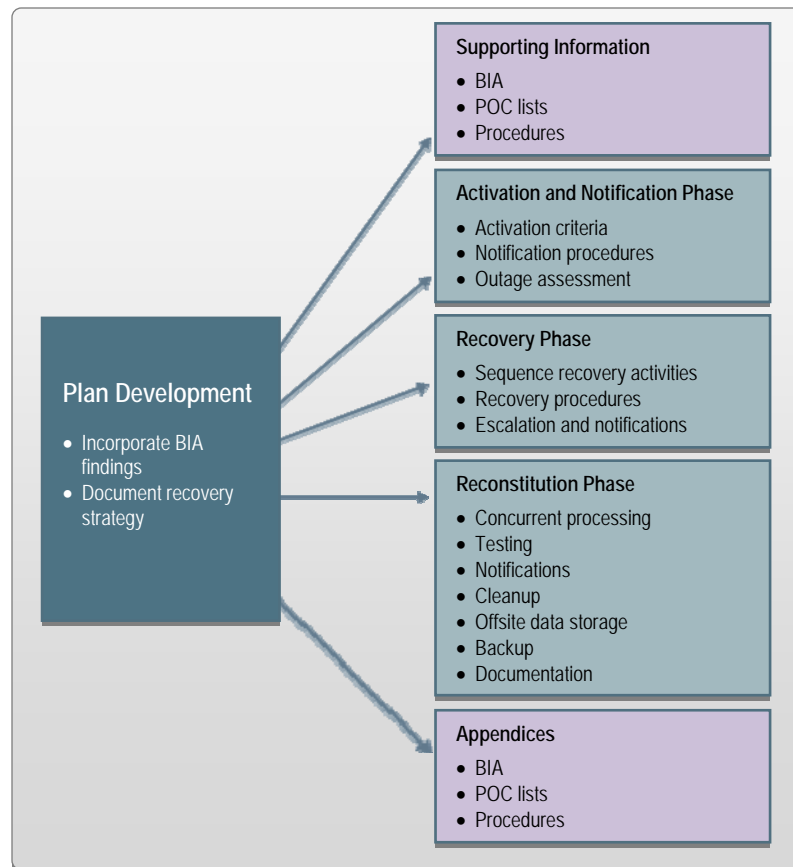 Plan Development
• Incorporate BIA
findings
• Document recovery
strategy
Supporting Information
• BIA
• POC lists
• Procedures
Activation and Notification Phase
• Activation criteria
• Notification procedures
• Outage assessment
Recovery Phase
• Sequence recovery activities
• Recovery procedures
• Escalation and notifications
Reconstitution Phase
• Concurrent processing
• Testing
• Notifications
• Cleanup
• Offsite data storage
• Backup
• Documentation
Appendices
• BIA
• POC lists
• Procedures